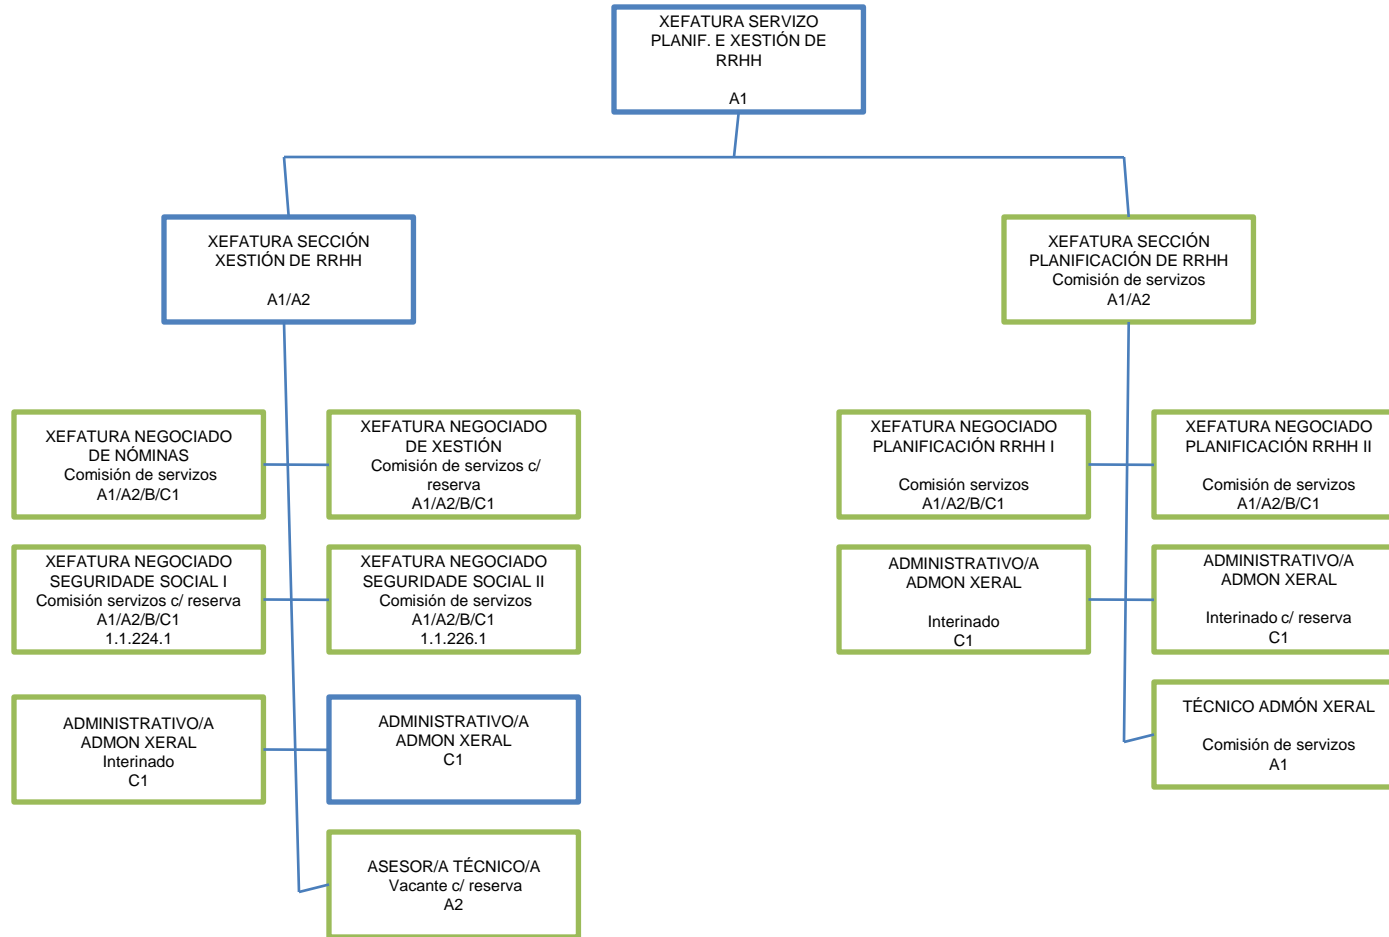 XEFATURA SERVIZO
PLANIF. E XESTIÓN DE
RRHH
A1
XEFATURA SECCIÓN
XESTIÓN DE RRHH
A1/A2
XEFATURA SECCIÓN
PLANIFICACIÓN DE RRHH
Comisión de servizos
A1/A2
XEFATURA NEGOCIADO
DE NÓMINAS
Comisión de servizos
A1/A2/B/C1
XEFATURA NEGOCIADO
DE XESTIÓN
Comisión de servizos c/
reserva
A1/A2/B/C1
XEFATURA NEGOCIADO
PLANIFICACIÓN RRHH I
Comisión servizos
A1/A2/B/C1
XEFATURA NEGOCIADO
PLANIFICACIÓN RRHH II
Comisión de servizos
A1/A2/B/C1
XEFATURA NEGOCIADO
SEGURIDADE SOCIAL I
Comisión servizos c/ reserva
A1/A2/B/C1
1.1.224.1
XEFATURA NEGOCIADO
SEGURIDADE SOCIAL II
Comisión de servizos
A1/A2/B/C1
1.1.226.1
ADMINISTRATIVO/A
ADMON XERAL
Interinado
C1
ADMINISTRATIVO/A
ADMON XERAL
Interinado c/ reserva
C1
ADMINISTRATIVO/A
ADMON XERAL
Interinado
C1
ADMINISTRATIVO/A
ADMON XERAL
C1
TÉCNICO ADMÓN XERAL
Comisión de servizos
A1
ASESOR/A TÉCNICO/A
Vacante c/ reserva
A2